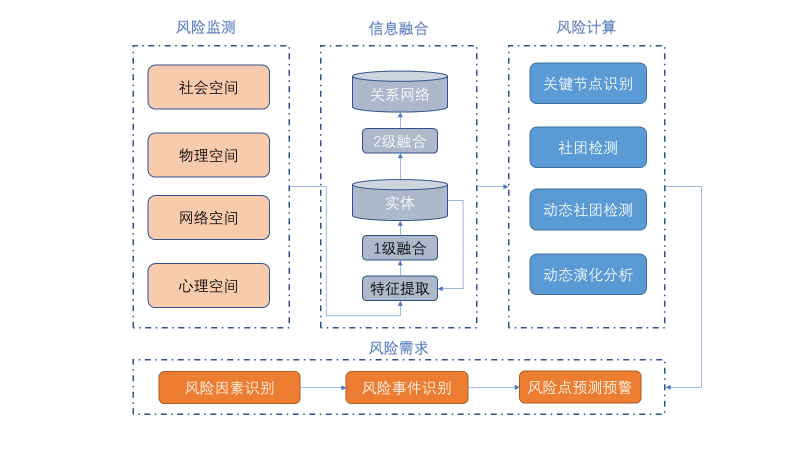 风险监测
社会空间
物理空间
网络空间
心理空间
信息融合
关系网络
2级融合
实体
1级融合
特征提取
风险计算
关键节点识别
社团检测
动态社团检测
动态演化分析
风险需求
风险因素识别
风险事件识别
风险点预测预警